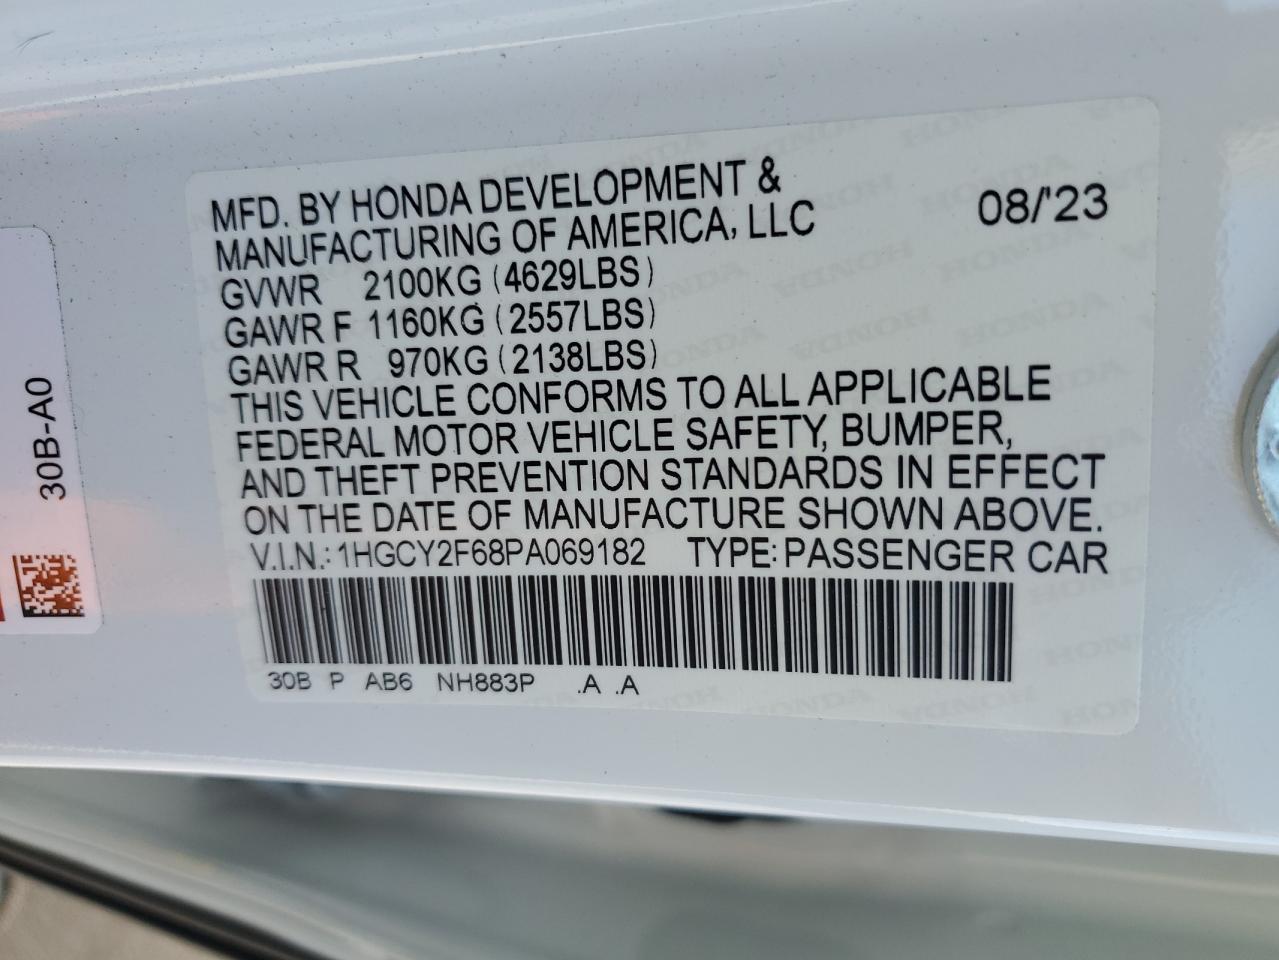 MFD. BY HONDA DEVELOPMENT &
MANUFACTURING OF AMERICA, LLC 08/'23
GVWR 2100KG (4629LBS)
GAWR F 1160KG (2557LBS)
GAWR R 970KG (2138LBS)
THIS VEHICLE CONFORMS TO ALL APPLICABLE
FEDERAL MOTOR VEHICLE SAFETY, BUMPER,
AND THEFT PREVENTION STANDARDS IN EFFECT
ON THE DATE OF MANUFACTURE SHOWN ABOVE.
V.I.N.: 1HGCY2F68PA069182 TYPE: PASSENGER CAR
30B P AB6 NH883P .A .A
30B-A0